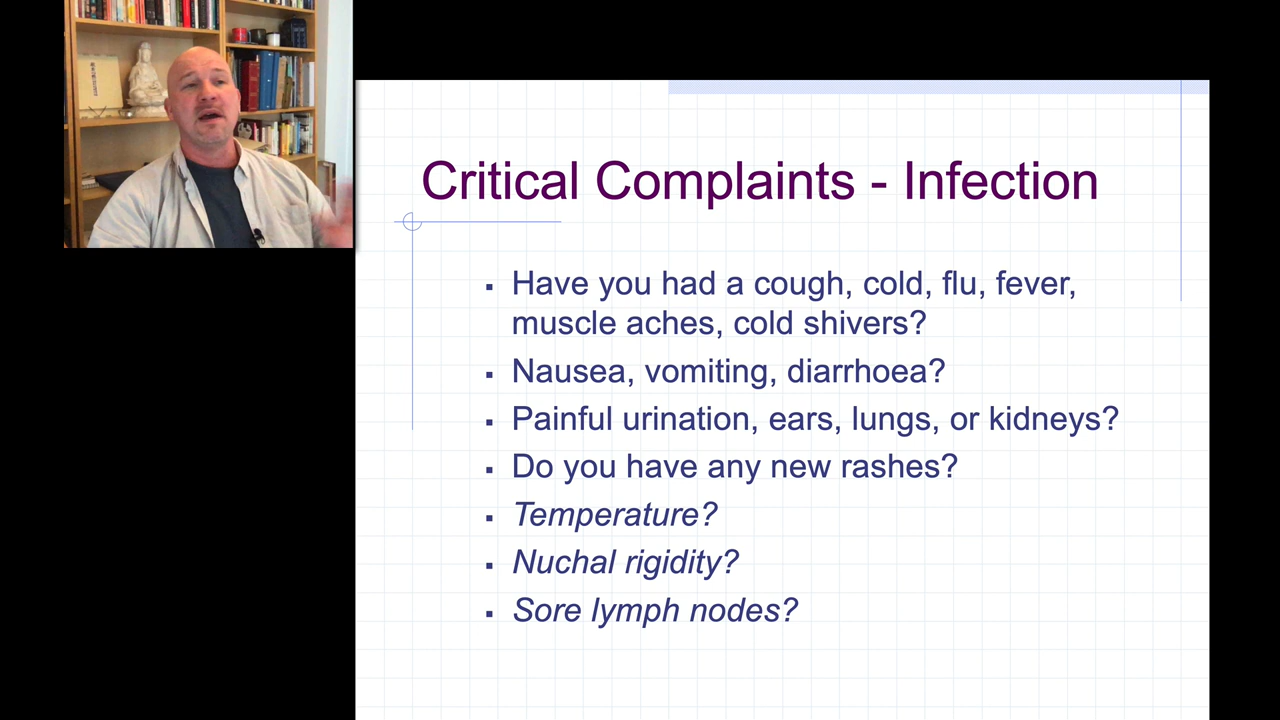 Critical Complaints - Infection
▪ Have you had a cough, cold, flu, fever,
muscle aches, cold shivers?
▪ Nausea, vomiting, diarrhoea?
▪ Painful urination, ears, lungs, or kidneys?
▪ Do you have any new rashes?
▪ Temperature?
▪ Nuchal rigidity?
▪ Sore lymph nodes?